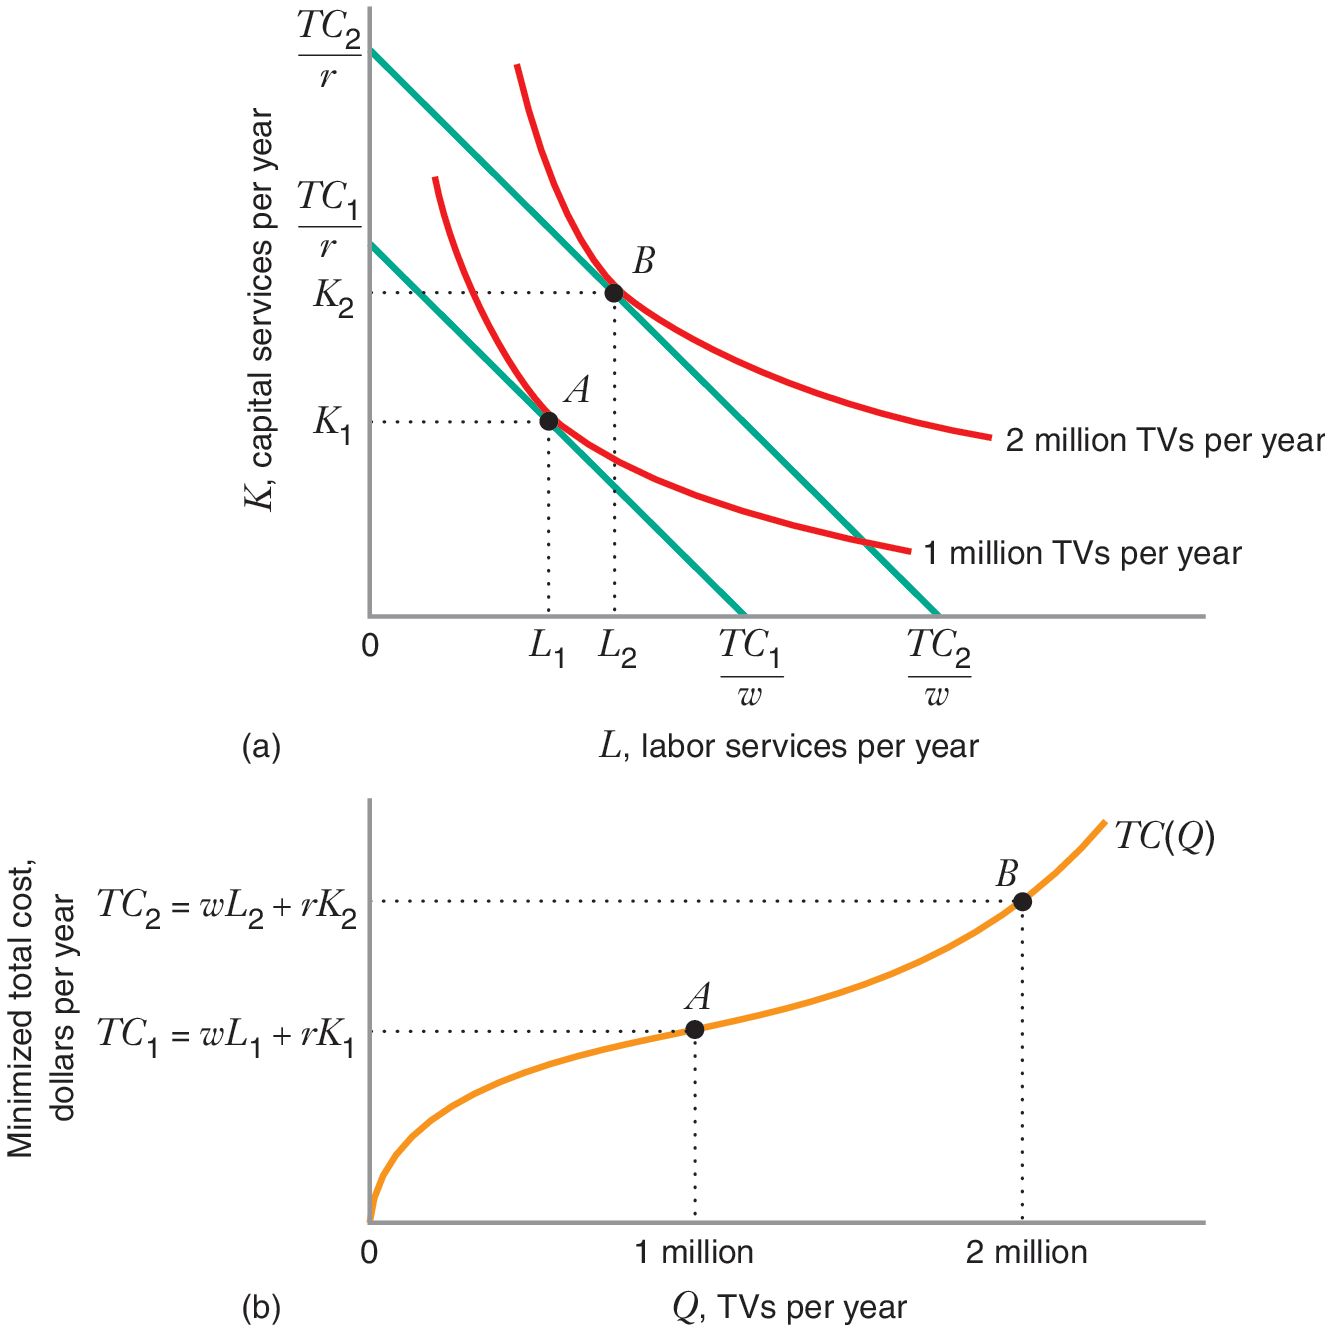 TC₂
r
TC₁
r
K₂
K₁
K, capital services per year
B
A
2 million TVs per year
1 million TVs per year
0
L₁
L₂
TC₁
w
TC₂
w
(a)
L, labor services per year
Minimized total cost,
dollars per year
TC(Q)
B
TC₂ = wL₂ + rK₂
A
TC₁ = wL₁ + rK₁
0
1 million
2 million
(b)
Q, TVs per year